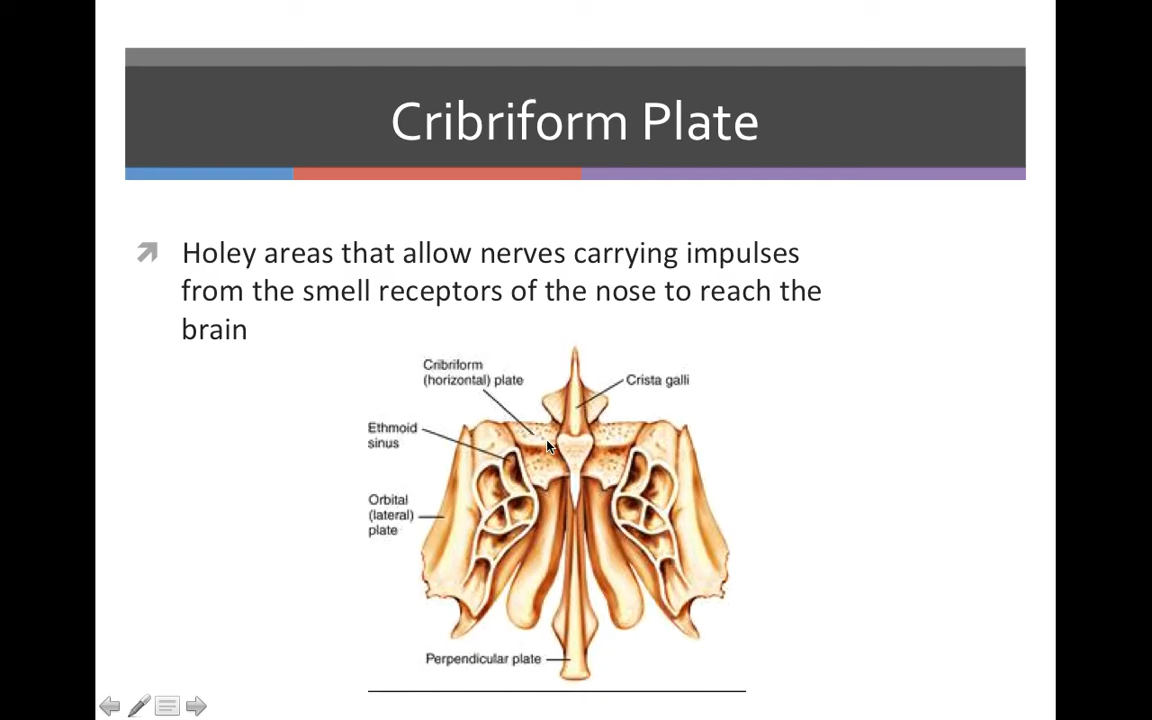 Cribriform Plate
Holey areas that allow nerves carrying impulses
from the smell receptors of the nose to reach the
brain
Cribriform
(horizontal) plate
Crista galli
Ethmoid
sinus
Orbital
(lateral)
plate
Perpendicular plate